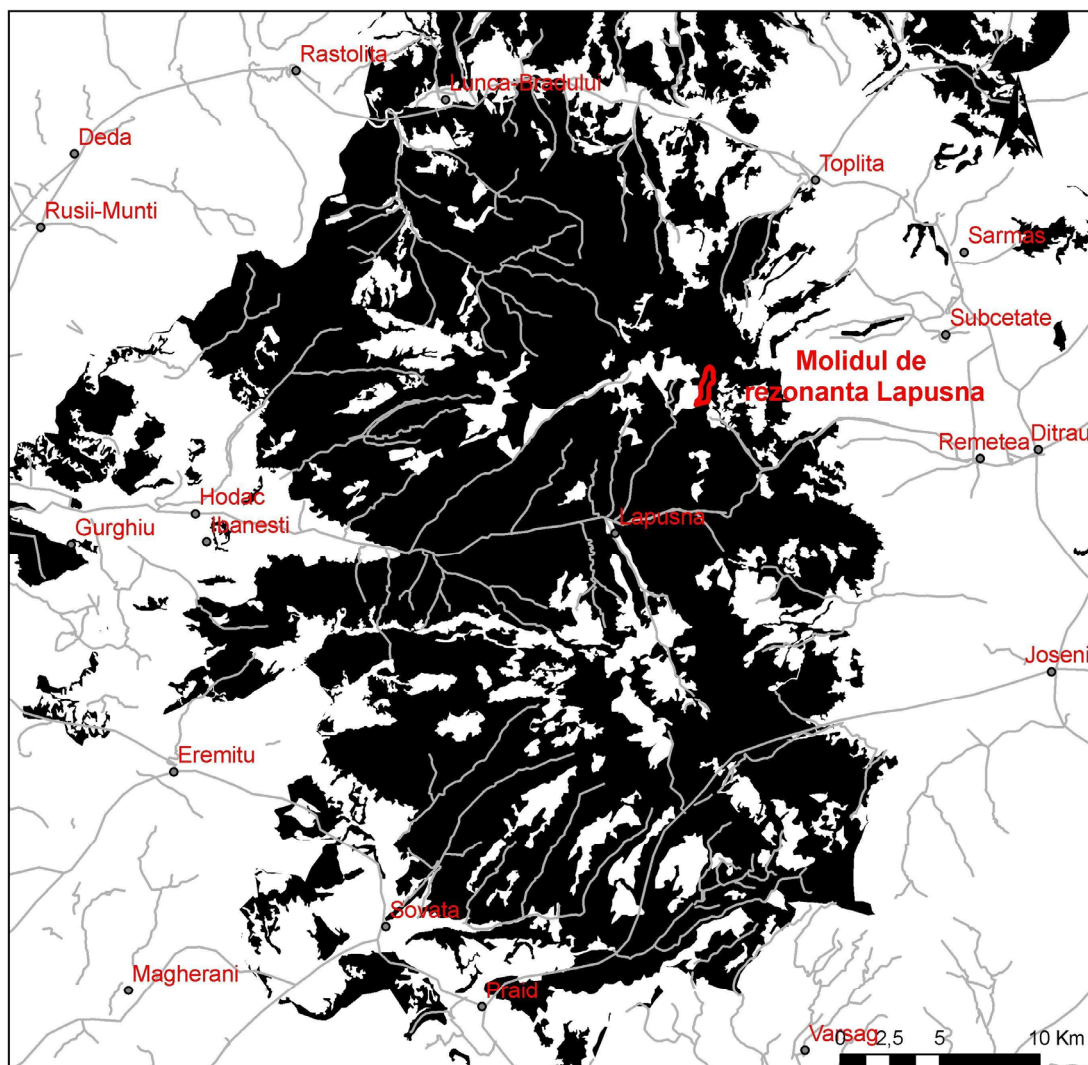 Rastolita
Lunca-Bradului
Deda
Toplita
Rusii-Munti
Sarmas
Subcetate
Molidul de
rezonanta Lapusna
Ditrau
Remetea
Hodac
Ibanesti
Gurghiu
Lapusna
Joseni
Eremitu
Sovata
Magherani
Praid
Varsag
0 2,5 5 10 Km